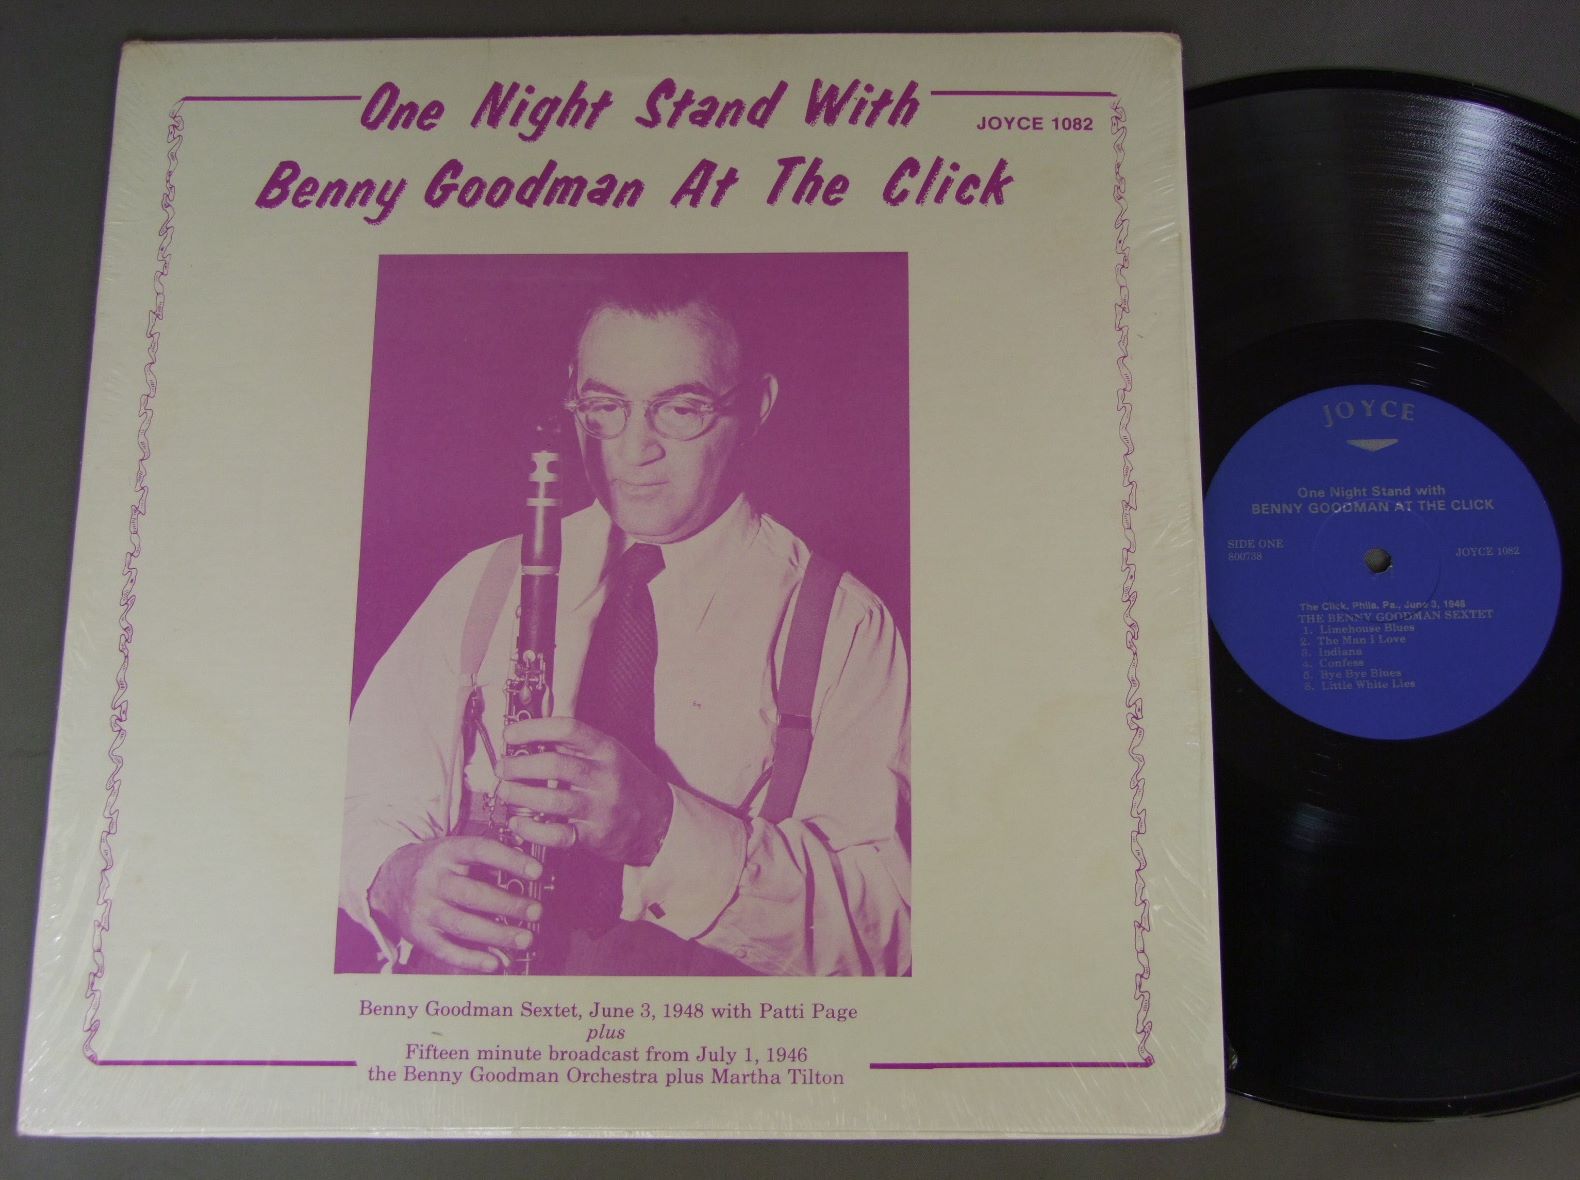 One Night Stand With
JOYCE 1082
Benny Goodman At The Click
Benny Goodman Sextet, June 3, 1948 with Patti Page
plus
Fifteen minute broadcast from July 1, 1946
the Benny Goodman Orchestra plus Martha Tilton
JOYCE
One Night Stand with
BENNY GOODMAN AT THE CLICK
SIDE ONE
800738
JOYCE 1082
The Click, Phila. Pa., June 3, 1948
THE BENNY GOODMAN SEXTET
1. Limehouse Blues
2. The Man I Love
3. Indiana
4. Confess
5. Bye Bye Blues
6. Little White Lies